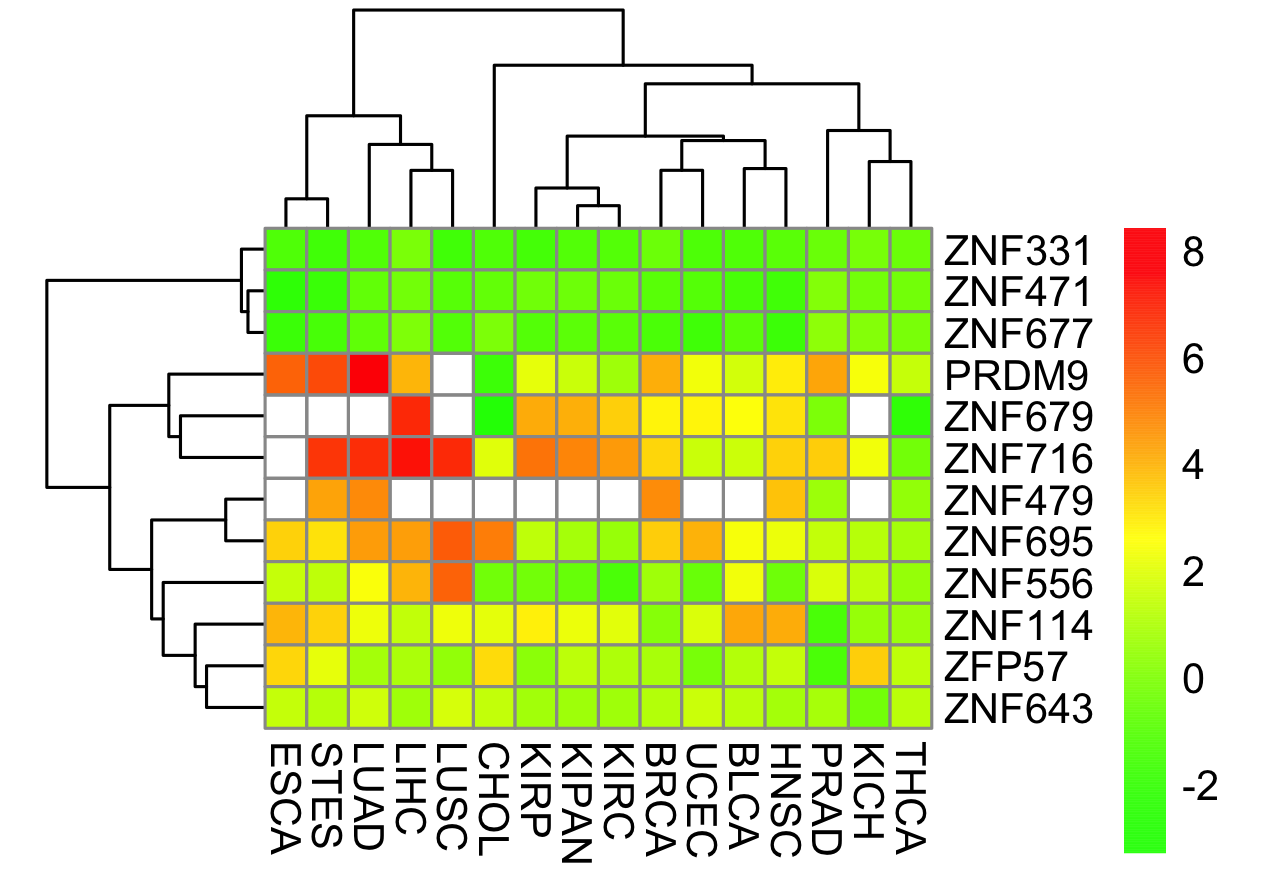 ZNF331
ZNF471
ZNF677
PRDM9
ZNF679
ZNF716
ZNF479
ZNF695
ZNF556
ZNF114
ZFP57
ZNF643
8
6
4
2
0
-2
ESCA
STES
LUAD
LIHC
LUSC
CHOL
KIRP
KIPAN
KIRC
BRCA
UCEC
BLCA
HNSC
PRAD
KICH
THCA